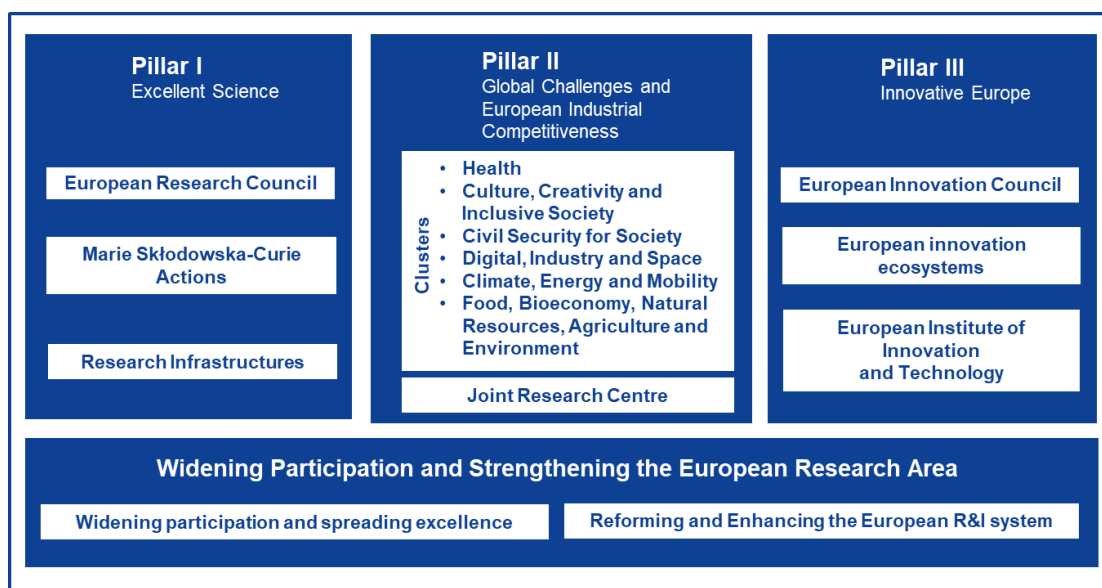 Pillar I
Excellent Science
European Research Council
Marie Skłodowska-Curie
Actions
Research Infrastructures
Pillar II
Global Challenges and
European Industrial
Competitiveness
Clusters
• Health
• Culture, Creativity and
Inclusive Society
• Civil Security for Society
• Digital, Industry and Space
• Climate, Energy and Mobility
• Food, Bioeconomy, Natural
Resources, Agriculture and
Environment
Joint Research Centre
Pillar III
Innovative Europe
European Innovation Council
European innovation
ecosystems
European Institute of
Innovation
and Technology
Widening Participation and Strengthening the European Research Area
Widening participation and spreading excellence
Reforming and Enhancing the European R&I system